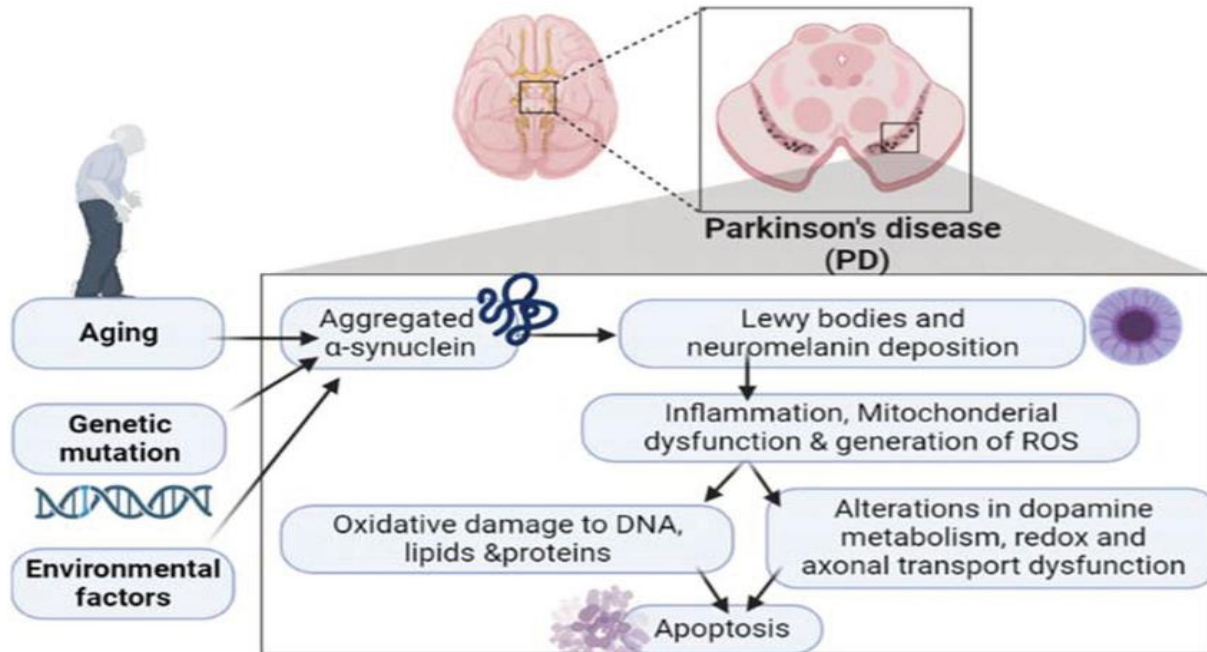 Parkinson's disease
(PD)
Aging
Genetic
mutation
Environmental
factors
Aggregated
α-synuclein
Lewy bodies and
neuromelanin deposition
Inflammation, Mitochonderial
dysfunction & generation of ROS
Oxidative damage to DNA,
lipids &proteins
Alterations in dopamine
metabolism, redox and
axonal transport dysfunction
Apoptosis